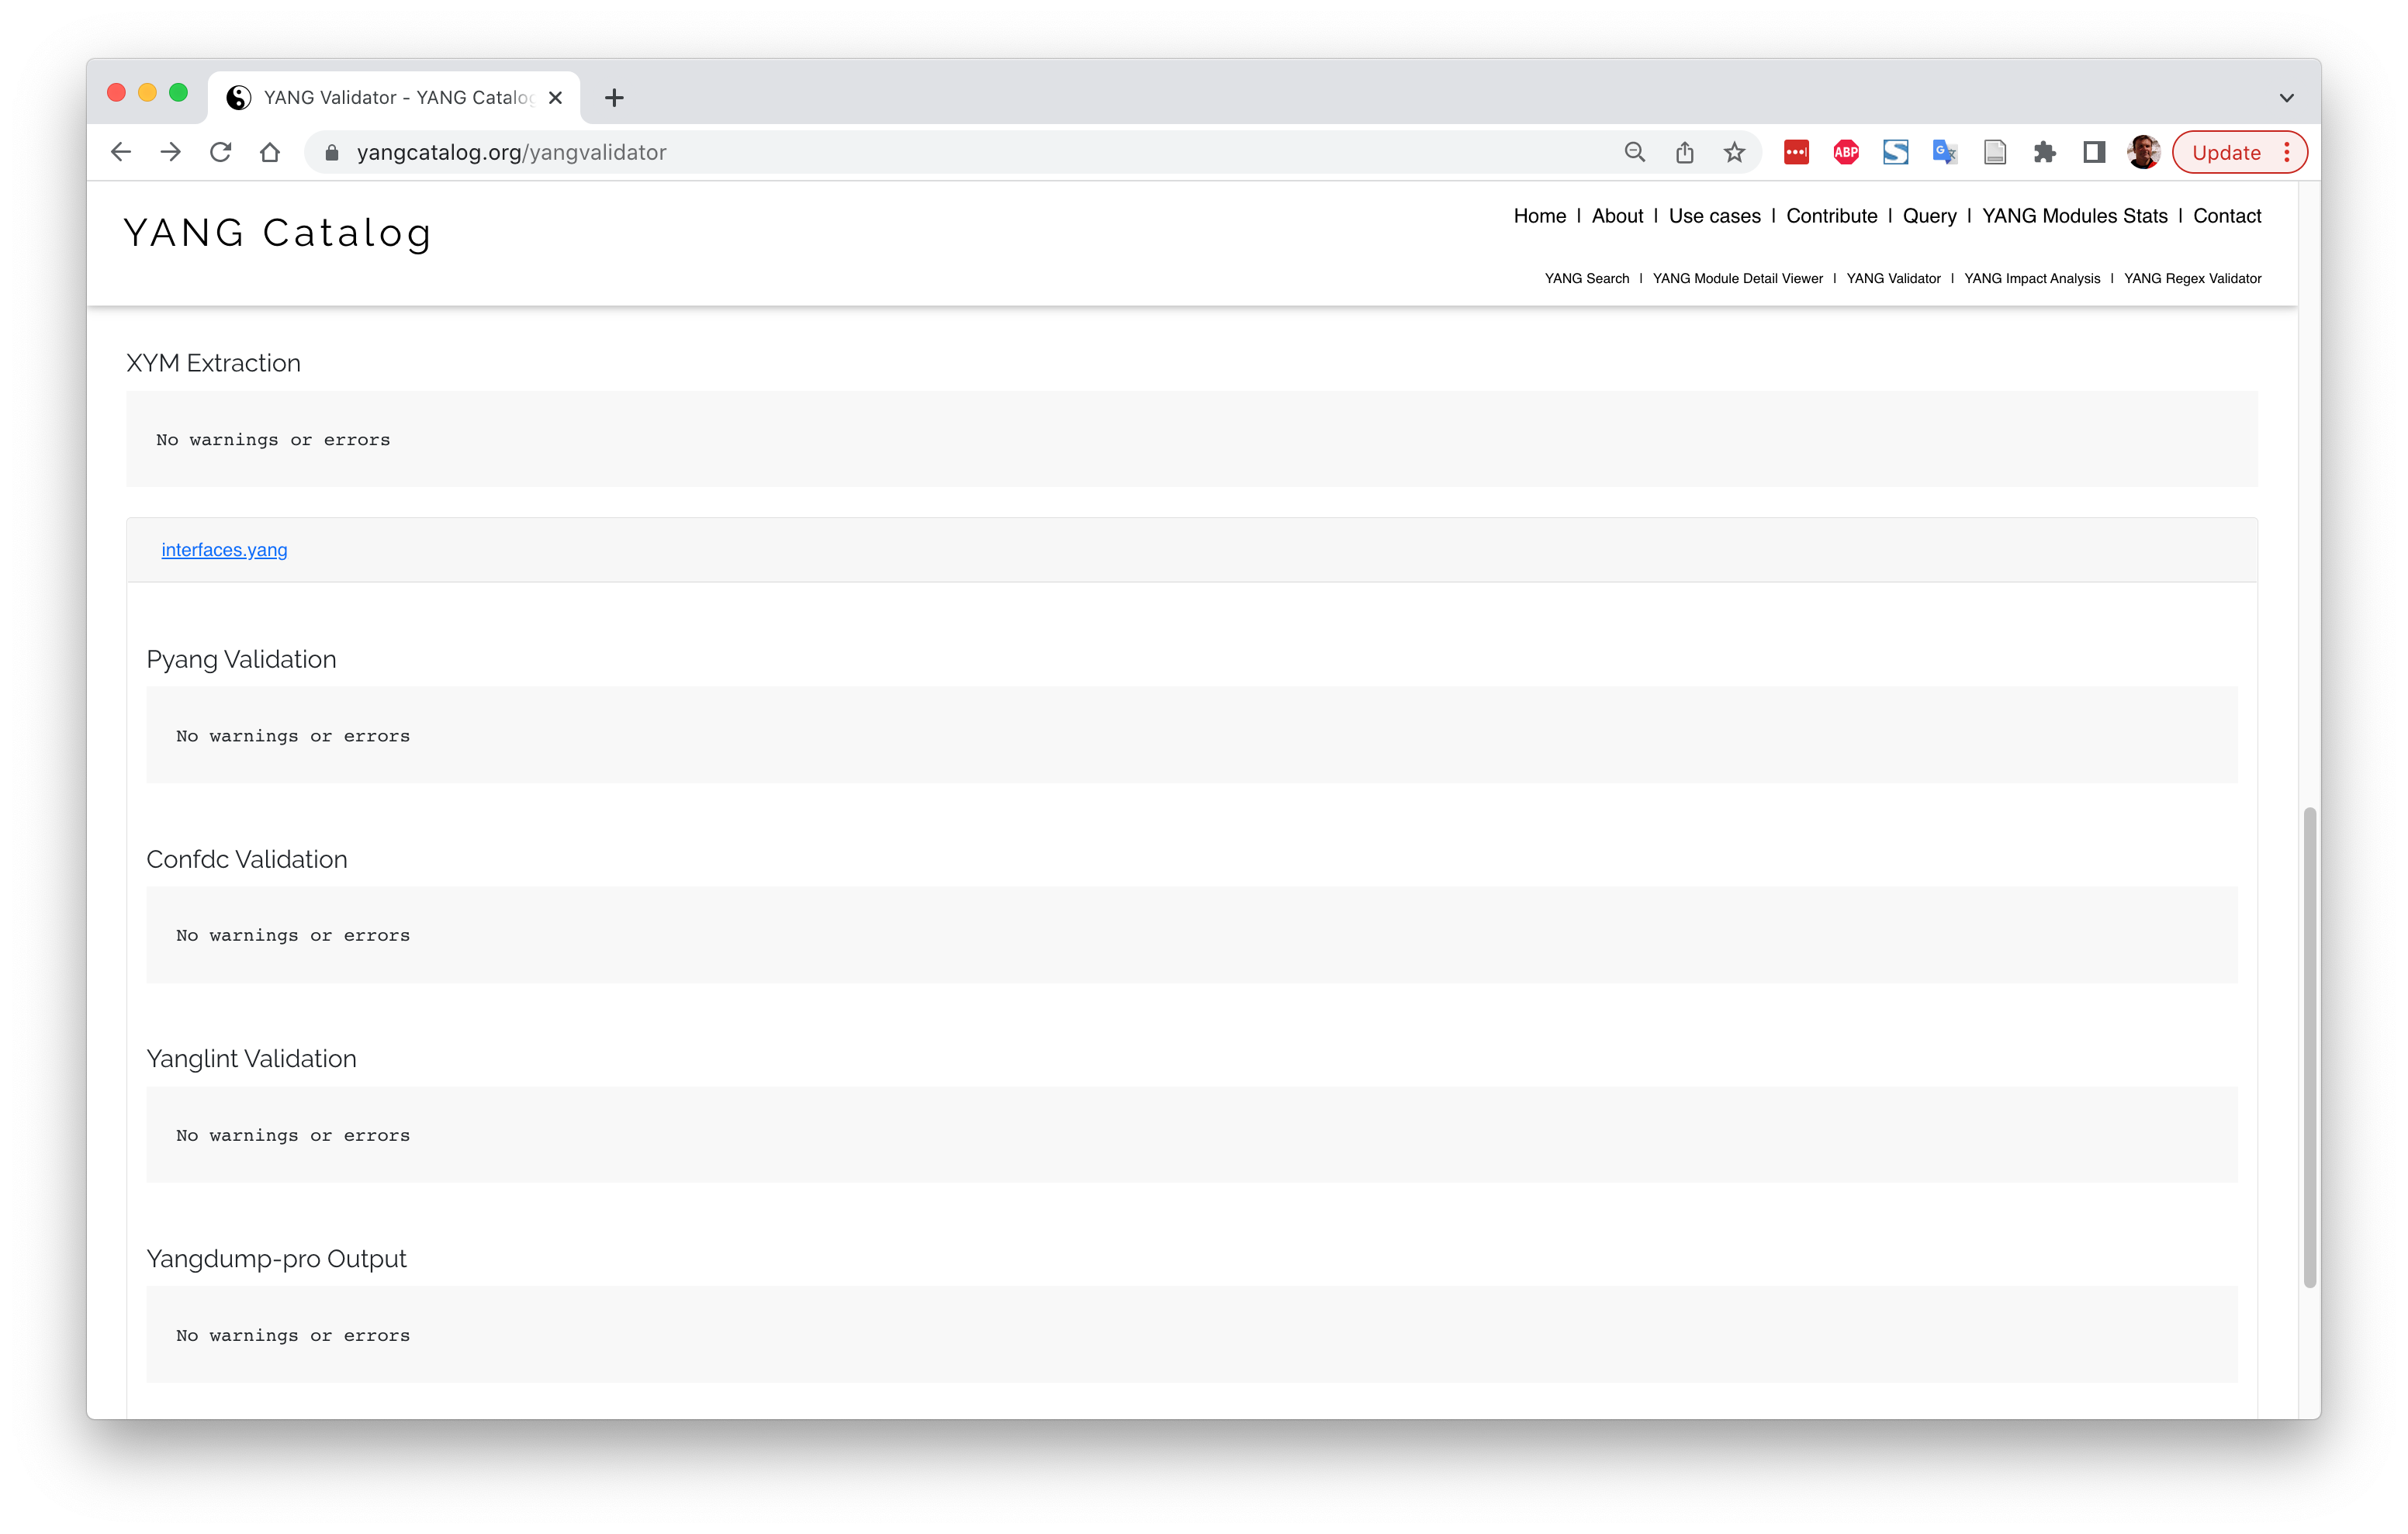 YANG Validator - YANG Catalog
yangcatalog.org/yangvalidator
ABP
G
Update
YANG Catalog
Home | About | Use cases | Contribute | Query | YANG Modules Stats | Contact
YANG Search | YANG Module Detail Viewer | YANG Validator | YANG Impact Analysis | YANG Regex Validator
XYM Extraction
No warnings or errors
interfaces.yang
Pyang Validation
No warnings or errors
Confdc Validation
No warnings or errors
Yanglint Validation
No warnings or errors
Yangdump-pro Output
No warnings or errors